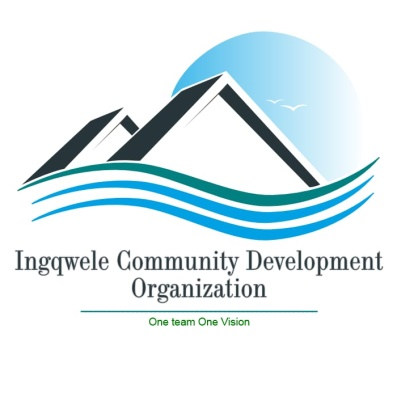 Ingqwele Community Development
Organization
One team One Vision